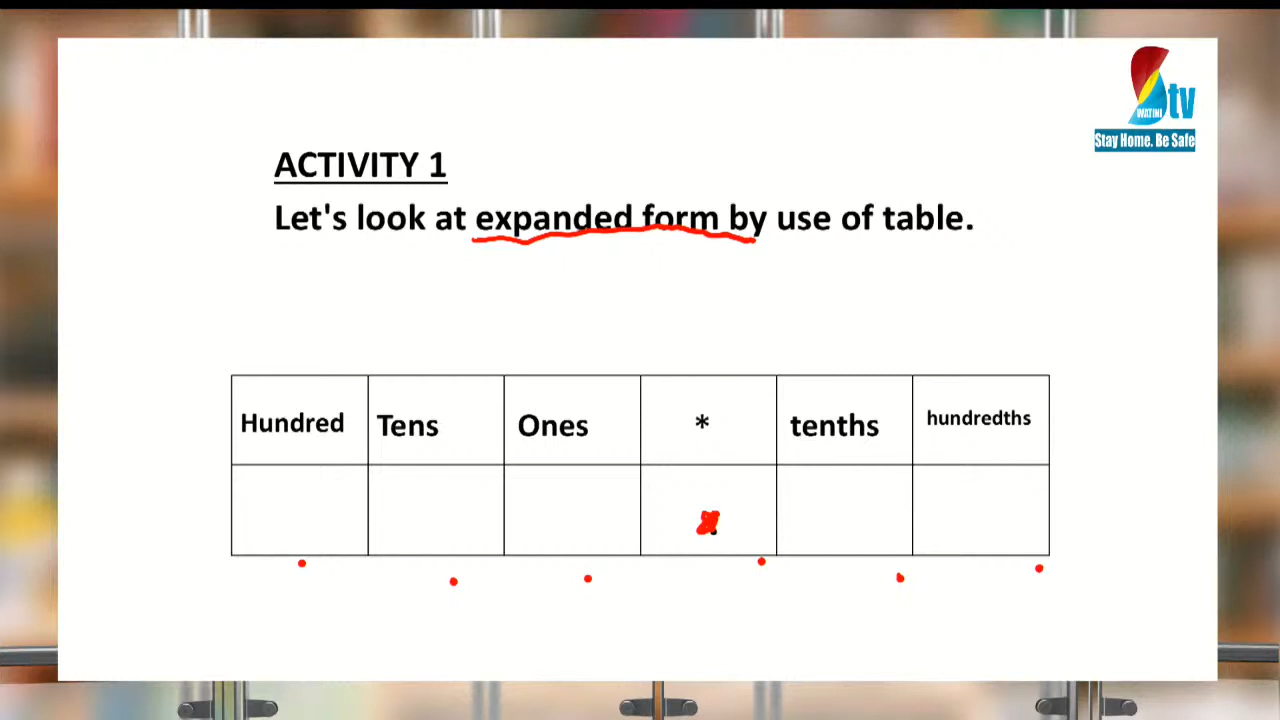 tv
WATINI
Stay Home. Be Safe
ACTIVITY 1
Let's look at expanded form by use of table.
Hundred Tens Ones * tenths hundredths
.